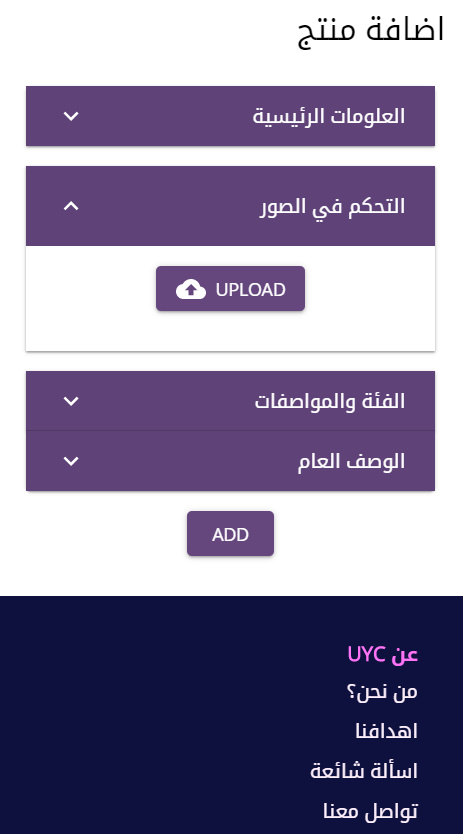 اضافة منتج
العلومات الرئيسية
التحكم في الصور
UPLOAD
الفئة والمواصفات
الوصف العام
ADD
عن UYC
من نحن؟
اهدافنا
اسألة شائعة
تواصل معنا